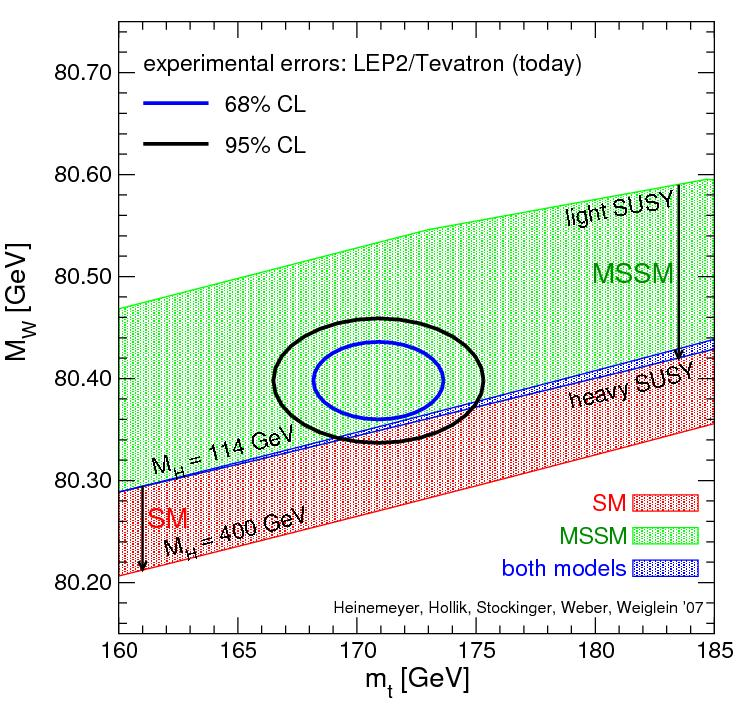 experimental errors: LEP2/Tevatron (today)
68% CL
95% CL
80.70
80.60
80.50
80.40
80.30
80.20
M_W [GeV]
light SUSY
MSSM
heavy SUSY
M_H = 114 GeV
SM
M_H = 400 GeV
SM
MSSM
both models
Heinemeyer, Hollik, Stockinger, Weber, Weiglein '07
160 165 170 175 180 185
m_t [GeV]